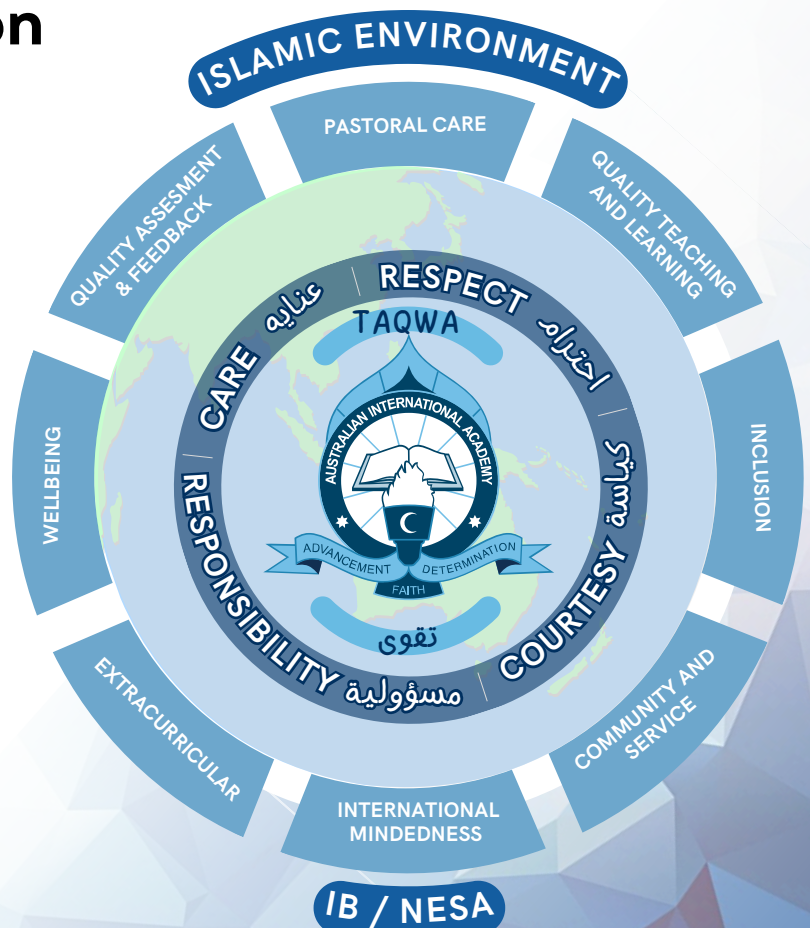 on
ISLAMIC ENVIRONMENT
PASTORAL CARE
QUALITY TEACHING
AND LEARNING
INCLUSION
COMMUNITY AND
SERVICE
INTERNATIONAL
MINDEDNESS
EXTRACURRICULAR
WELLBEING
QUALITY ASSESMENT
& FEEDBACK
RESPECT احترام
COURTESY كياسة
RESPONSIBILITY مسؤولية
CARE عنايه
TAQWA
AUSTRALIAN INTERNATIONAL ACADEMY
ADVANCEMENT DETERMINATION
FAITH
تقوى
IB / NESA